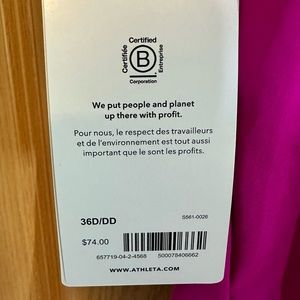 Certified
Certifiée
B
Entreprise
Corporation
We put people and planet
up there with profit.
Pour nous, le respect des travailleurs
et de l'environnement est tout aussi
important que le sont les profits.
36D/DD
S561-0026
$74.00
657719-04-2-4568 500078406662
WWW.ATHLETA.COM